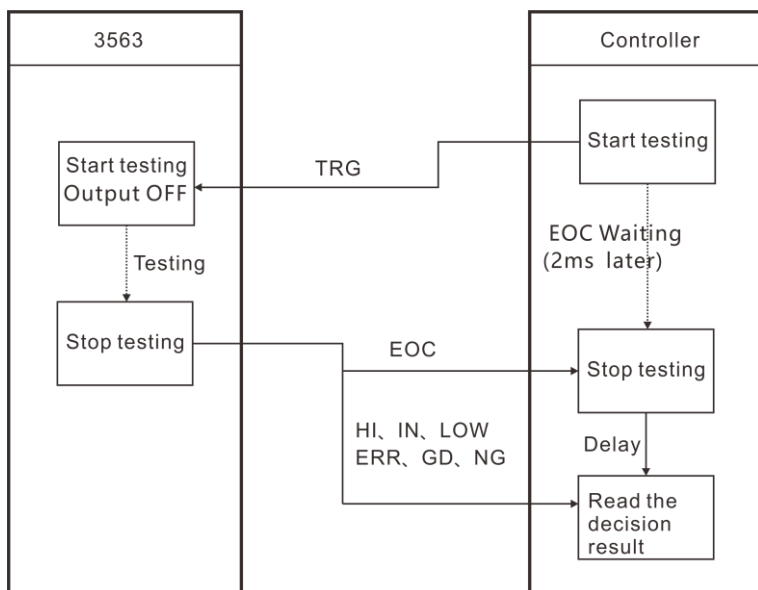 3563
Controller
Start testing
Output OFF
TRG
Start testing
Testing
EOC Waiting
(2ms later)
Stop testing
EOC
Stop testing
HI、IN、LOW
ERR、GD、NG
Delay
Read the
decision
result